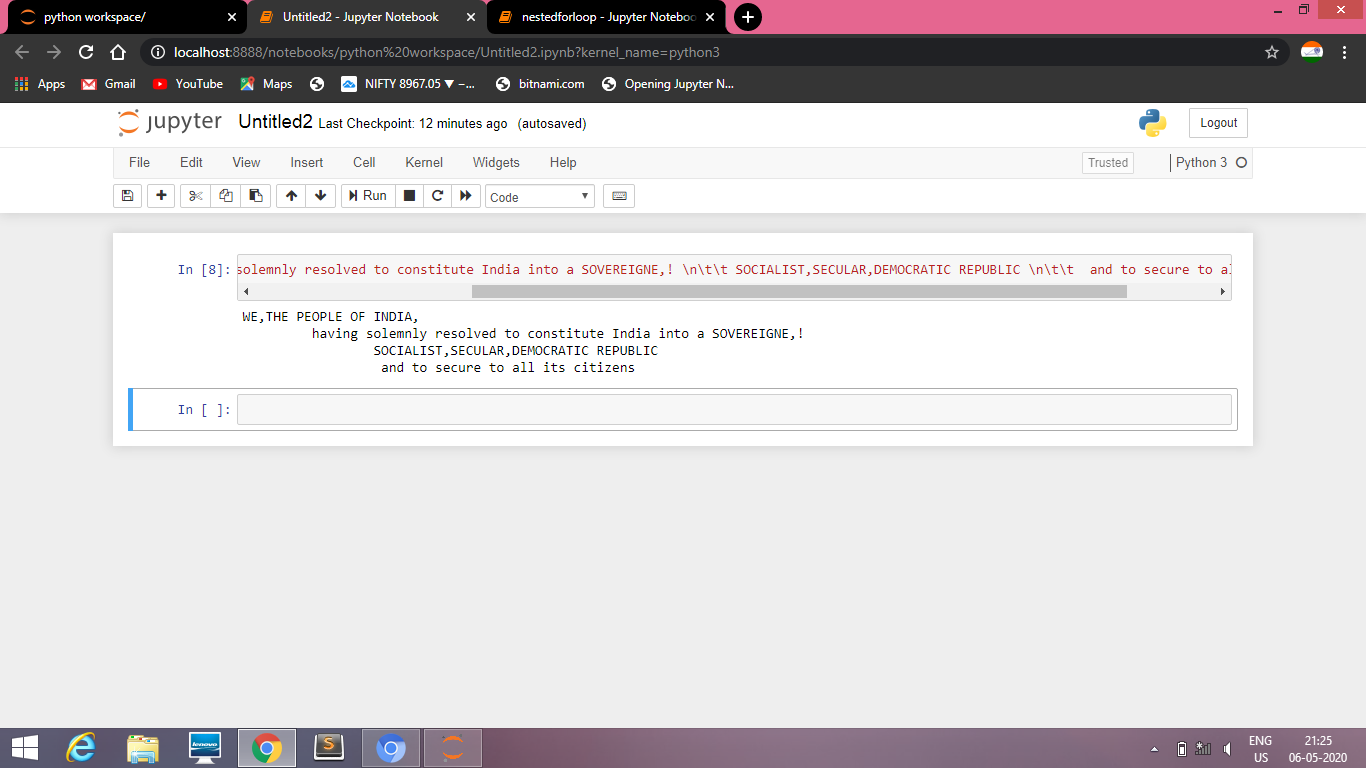 python workspace/
Untitled2 - Jupyter Notebook
nestedforloop - Jupyter Noteboo
localhost:8888/notebooks/python%20workspace/Untitled2.ipynb?kernel_name=python3
Apps Gmail YouTube Maps NIFTY 8967.05 ▼ –... bitnami.com Opening Jupyter N...
jupyter Untitled2 Last Checkpoint: 12 minutes ago (autosaved) Logout
File Edit View Insert Cell Kernel Widgets Help Trusted Python 3
Run Code
In [8]: solemnly resolved to constitute India into a SOVEREIGNE,! \n\t\t SOCIALIST,SECULAR,DEMOCRATIC REPUBLIC \n\t\t  and to secure to al
WE,THE PEOPLE OF INDIA,
having solemnly resolved to constitute India into a SOVEREIGNE,!
SOCIALIST,SECULAR,DEMOCRATIC REPUBLIC
and to secure to all its citizens
In [ ]:
lenovo
S
ENG 21:25
US 06-05-2020